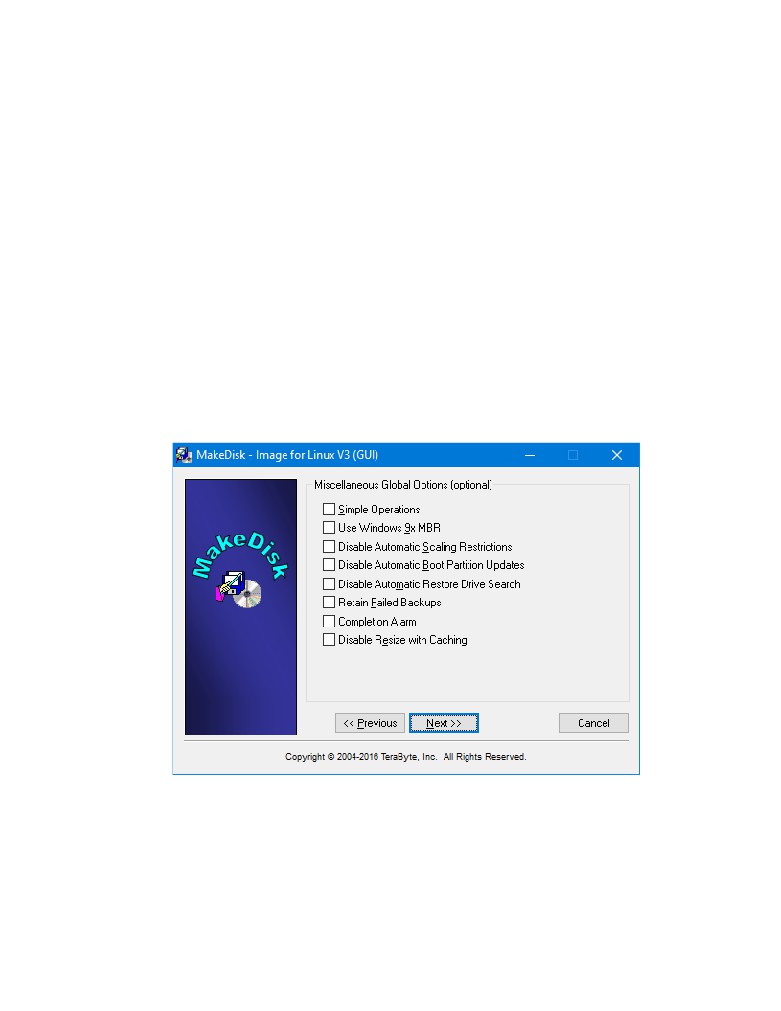 MakeDisk - Image for Linux V3 (GUI)
MakeDisk
Miscellaneous Global Options (optional)
Simple Operations
Use Windows 9x MBR
Disable Automatic Scaling Restrictions
Disable Automatic Boot Partition Updates
Disable Automatic Restore Drive Search
Retain Failed Backups
Completion Alarm
Disable Resize with Caching
<< Previous
Next >>
Cancel
Copyright © 2004-2016 TeraByte, Inc. All Rights Reserved.